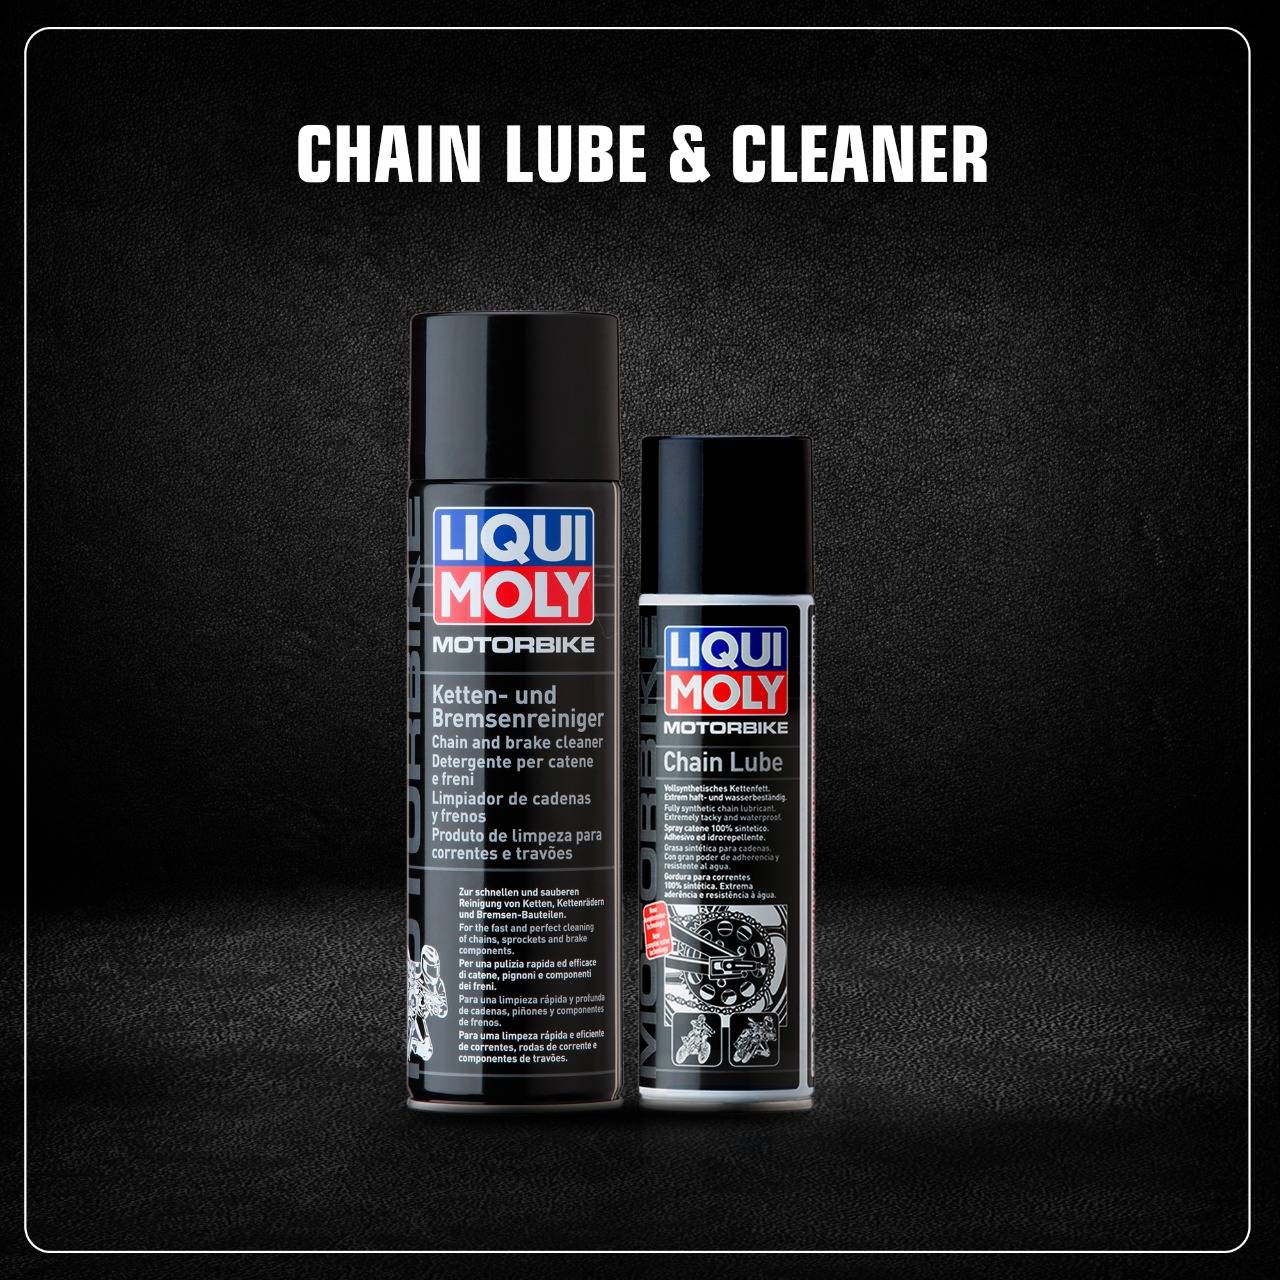 CHAIN LUBE & CLEANER
LIQUI
MOLY
MOTORBIKE
Ketten- und
Bremsenreiniger
Chain and brake cleaner
Detergente per catene
e freni
Limpiador de cadenas
y frenos
Produto de limpeza para
correntes e travões
Zur schnellen und sauberen
Reinigung von Ketten, Kettenrädern
und Bremsen-Bauteilen.
For the fast and perfect cleaning
of chains, sprockets and brake
components.
Per una pulizia rapida ed efficace
di catene, pignoni e componenti
dei freni.
Para una limpieza rápida y profunda
de cadenas, piñones y componentes
de frenos.
Para uma limpeza rápida e eficiente
de correntes, rodas de corrente e
componentes de travões.
MOTORBIKE
LIQUI
MOLY
MOTORBIKE
Chain Lube
Vollsynthetisches Kettenfett.
Extrem haft- und wasserbeständig.
Fully synthetic chain lubricant.
Extremely tacky and waterproof.
Spray catene 100% sintetico.
Adhesivo ed idrorepellente.
Grasa sintética para cadenas.
Con gran poder de adherencia y
resistente al agua.
Gordura para correntes
100% sintética. Extrema
aderência e resistência à água.
MOTORBIKE